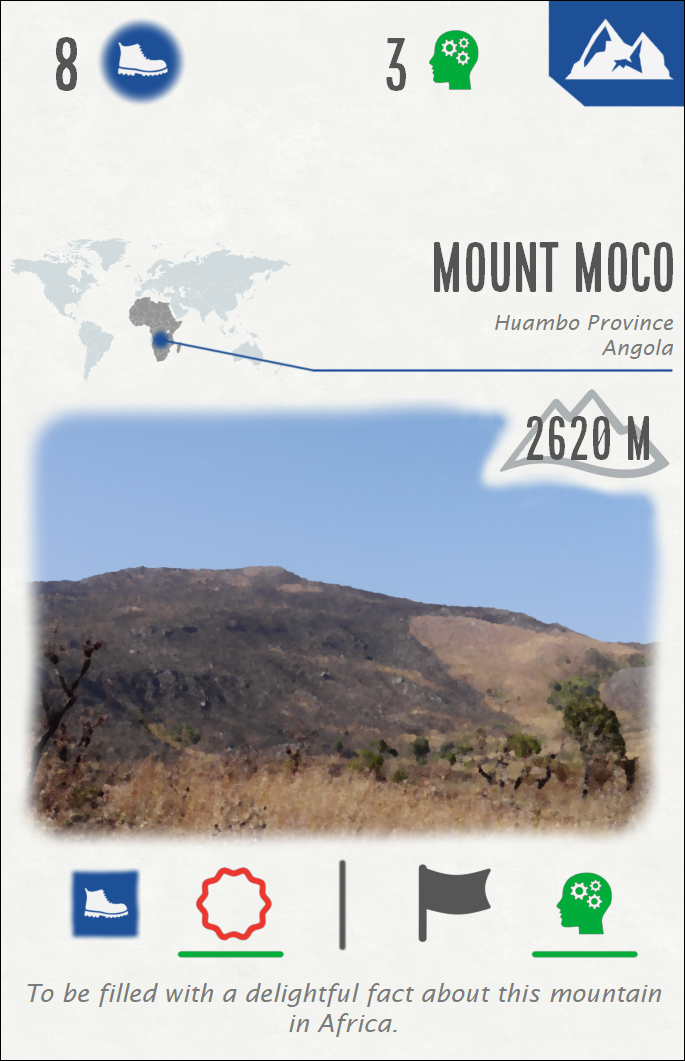 8
3
MOUNT MOCO
Huambo Province
Angola
2620 M
To be filled with a delightful fact about this mountain
in Africa.